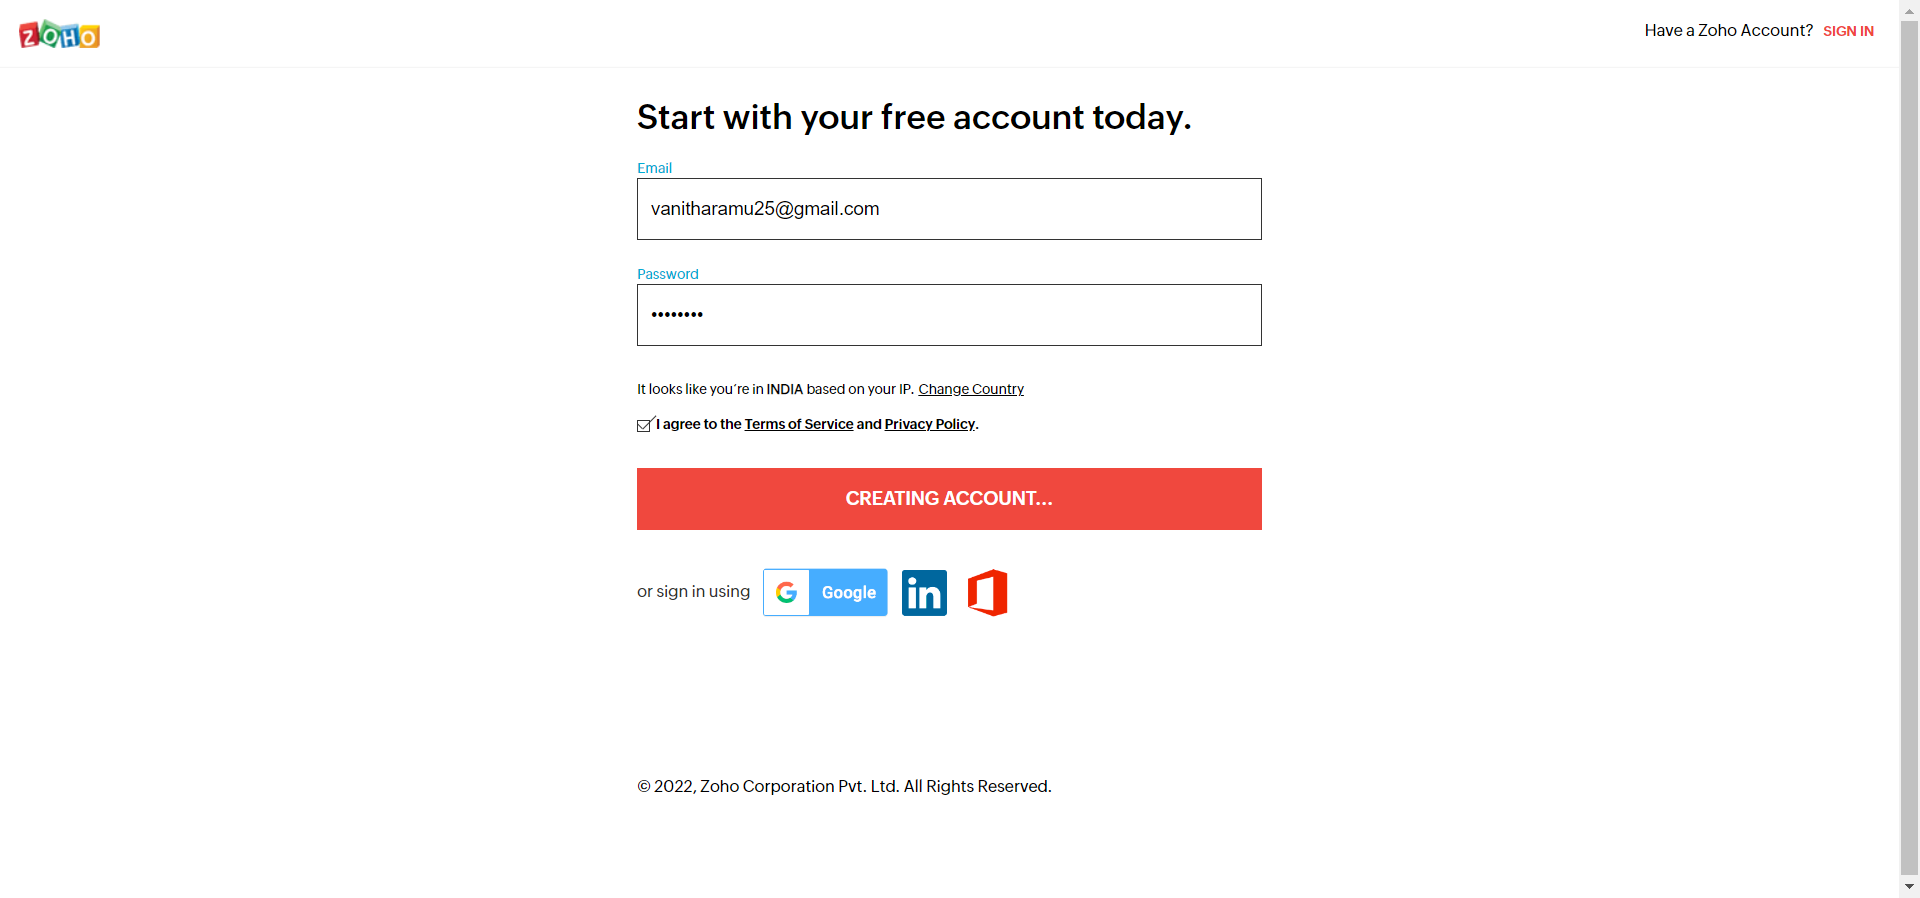 ZOHO
Have a Zoho Account? SIGN IN
Start with your free account today.
Email
vanitharamu25@gmail.com
Password
••••••••
It looks like you’re in INDIA based on your IP. Change Country
I agree to the Terms of Service and Privacy Policy.
CREATING ACCOUNT...
or sign in using G Google in
© 2022, Zoho Corporation Pvt. Ltd. All Rights Reserved.